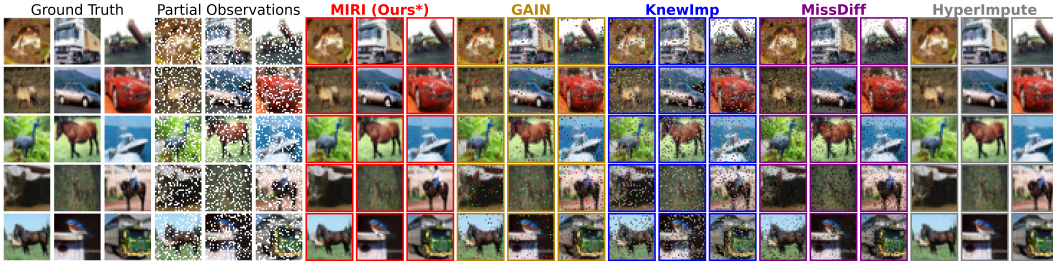 Ground Truth Partial Observations MIRI (Ours*) GAIN KnewImp MissDiff HyperImpute